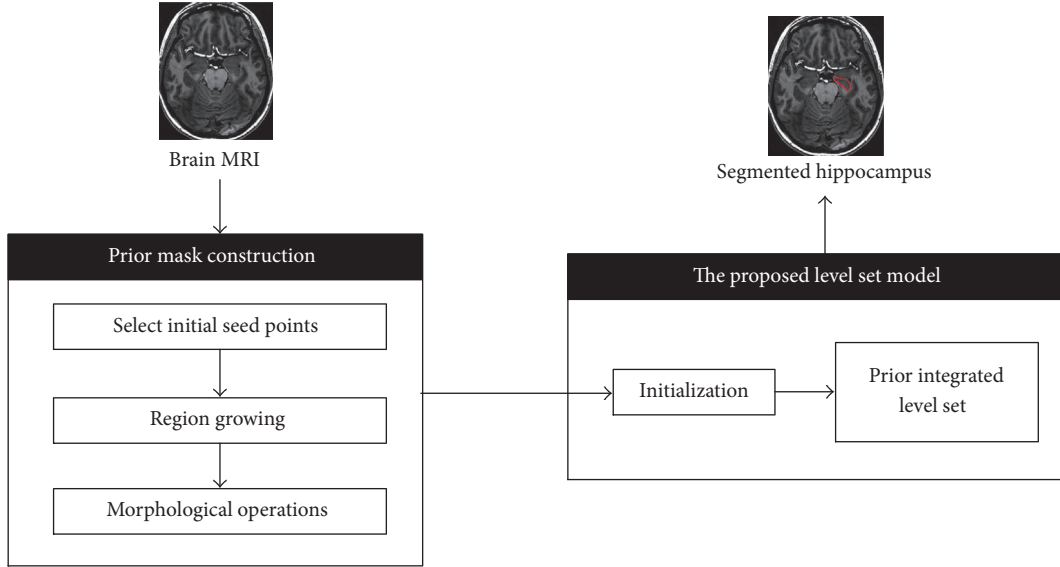 Brain MRI
Segmented hippocampus
Prior mask construction
Select initial seed points
Region growing
Morphological operations
The proposed level set model
Initialization
Prior integrated
level set